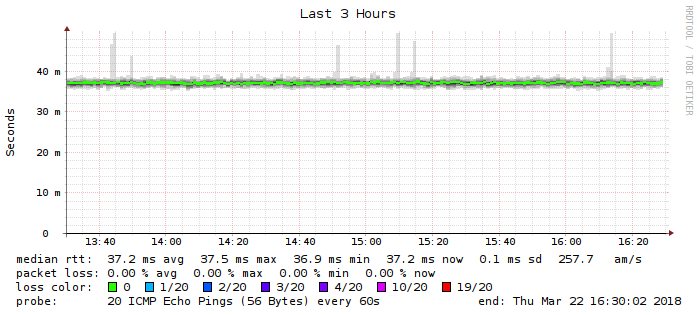 Last 3 Hours
RRDTOOL / TOBI OETIKER
Seconds
40 m
30 m
20 m
10 m
0
13:40 14:00 14:20 14:40 15:00 15:20 15:40 16:00 16:20
median rtt: 37.2 ms avg 37.5 ms max 36.9 ms min 37.2 ms now 0.1 ms sd 257.7 am/s
packet loss: 0.00 % avg 0.00 % max 0.00 % min 0.00 % now
loss color: 0 1/20 2/20 3/20 4/20 10/20 19/20
probe: 20 ICMP Echo Pings (56 Bytes) every 60s end: Thu Mar 22 16:30:02 2018